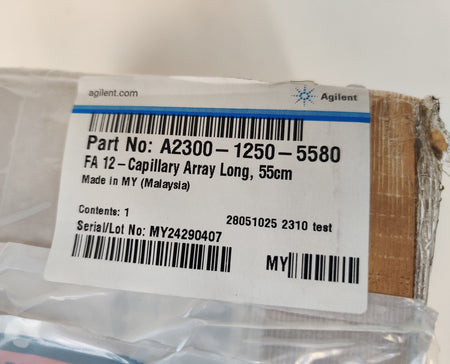 agilent.com
Agilent
Part No: A2300-1250-5580
FA 12-Capillary Array Long, 55cm
Made in MY (Malaysia)
Contents: 1
28051025 2310 test
Serial/Lot No: MY24290407
MY